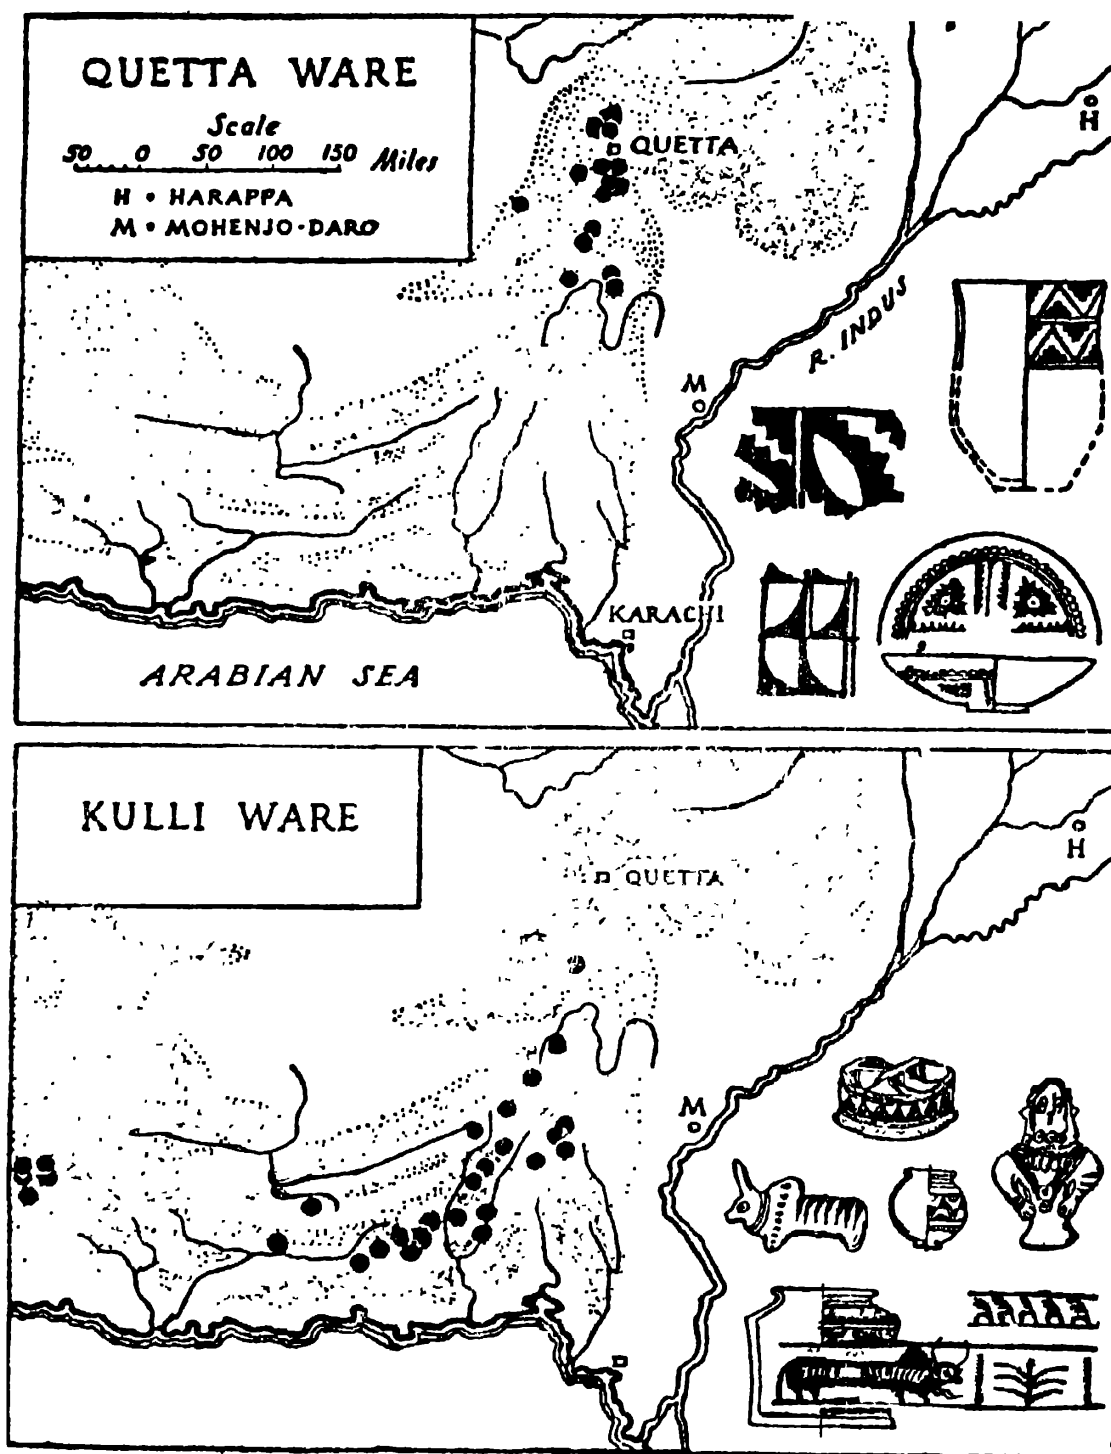 QUETTA WARE
Scale
50 0 50 100 150 Miles
H • HARAPPA
M • MOHENJO-DARO
QUETTA
H
R. INDUS
M
KARACHI
ARABIAN SEA
KULLI WARE
QUETTA
H
M